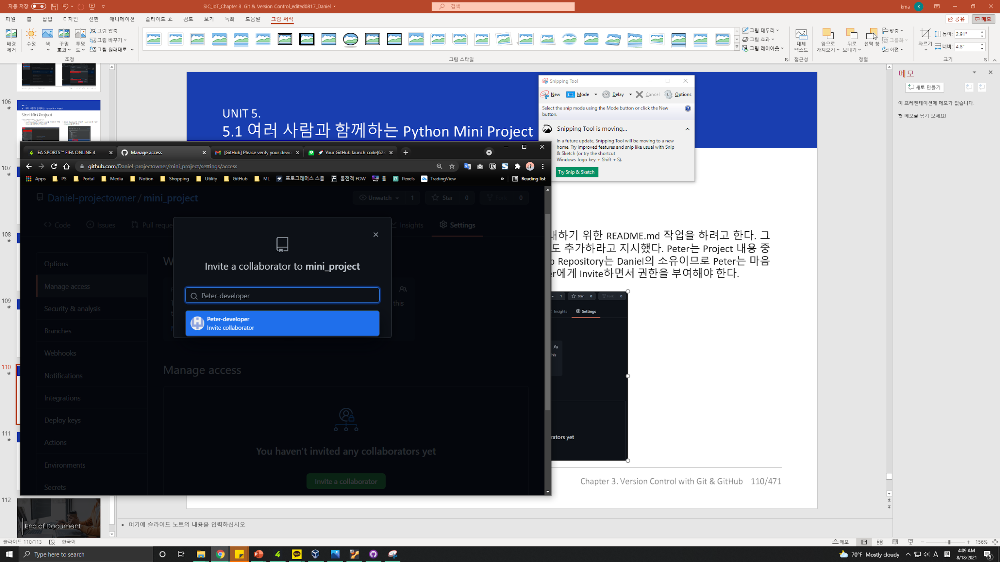 자동 저장 끌
SIC_IoT_Chapter 3. Git & Version Control_edited0817_Daniel
검색
kma K
파일 홈 삽입 디자인 전환 애니메이션 슬라이드 쇼 검토 보기 녹화 도움말 그림 서식
공유 메모
배경 제거
수정
색
꾸밈 효과
투명도
그림 압축
그림 바꾸기
그림 원래대로
조정
그림 스타일
그림 테두리
그림 효과
그림 레이아웃
대체 텍스트
접근성
앞으로 가져오기
뒤로 보내기
선택 창
맞춤
그룹화
회전
정렬
자르기
높이: 2.91"
너비: 4.8"
크기
106
Start Mini Project
107
108
109
110
111
112
End of Document
UNIT 5.
5.1 여러 사람과 함께하는 Python Mini Project
Snipping Tool
New Mode Delay Cancel Options
Select the snip mode using the Mode button or click the New
button.
Snipping Tool is moving...
In a future update, Snipping Tool will be moving to a new
home. Try improved features and snip like usual with Snip
& Sketch (or try the shortcut
Windows logo key + Shift + S).
Try Snip & Sketch
EA SPORTS™ FIFA ONLINE 4
Manage access
[GitHub] Please verify your device
Your GitHub launch code(623
github.com/Daniel-projectowner/mini_project/settings/access
Apps PS Portal Media Notion Shopping Utility GitHub ML 프로그래머스 스쿨 롤전적 FOW 룰 Pexels TradingView » Reading list
Daniel-projectowner / mini_project
Unwatch 1 Star 0 Fork 0
Code Issues Pull reque Insights Settings
Options
Manage access
Security & analysis
Branches
Webhooks
Notifications
Integrations
Deploy keys
Actions
Environments
Secrets
Invite a collaborator to mini_project
Peter-developer
Peter-developer
Invite collaborator
this
Manage access
You haven't invited any collaborators yet
Invite a collaborator
하기 위한 README.md 작업을 하려고 한다. 그
도 추가하라고 지시했다. Peter는 Project 내용 중
Repository는 Daniel의 소유이므로 Peter는 마음
에게 Invite하면서 권한을 부여해야 한다.
1 Star 0 Fork 0
Insights Settings
his
rators yet
Chapter 3. Version Control with Git & GitHub 110/471
메모
새로 만들기
이 프레젠테이션에 메모가 없습니다.
첫 메모를 남겨 보세요!
여기에 슬라이드 노트의 내용을 입력하십시오
슬라이드 110/113 한국어
메모 156%
Type here to search
TALK
70°F Mostly cloudy
A 한
4:09 AM
8/18/2021
5